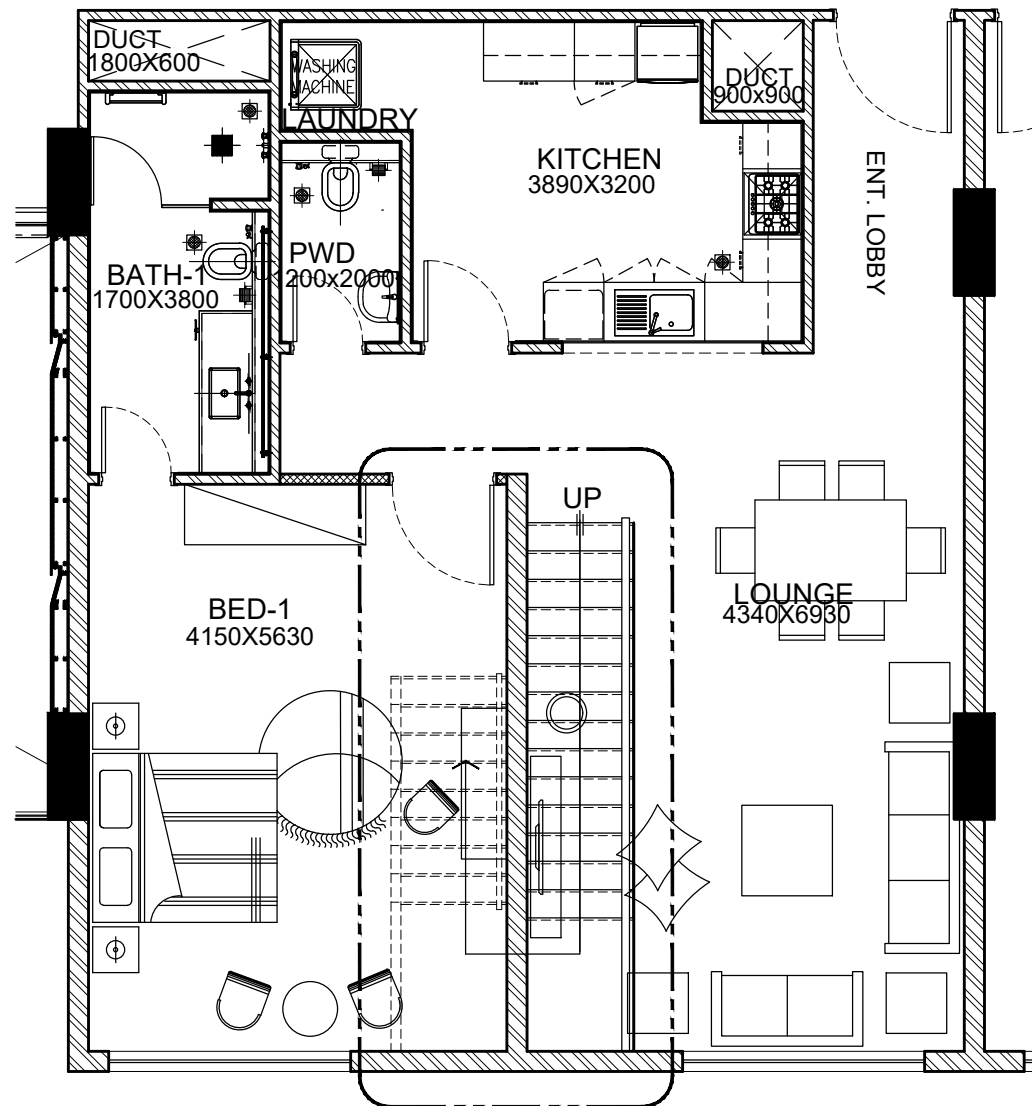 DUCT
1800X600
WASHING
MACHINE
LAUNDRY
DUCT
900x900
KITCHEN
3890X3200
ENT. LOBBY
PWD
1200x2000
BATH-1
1700X3800
UP
BED-1
4150X5630
LOUNGE
4340X6930